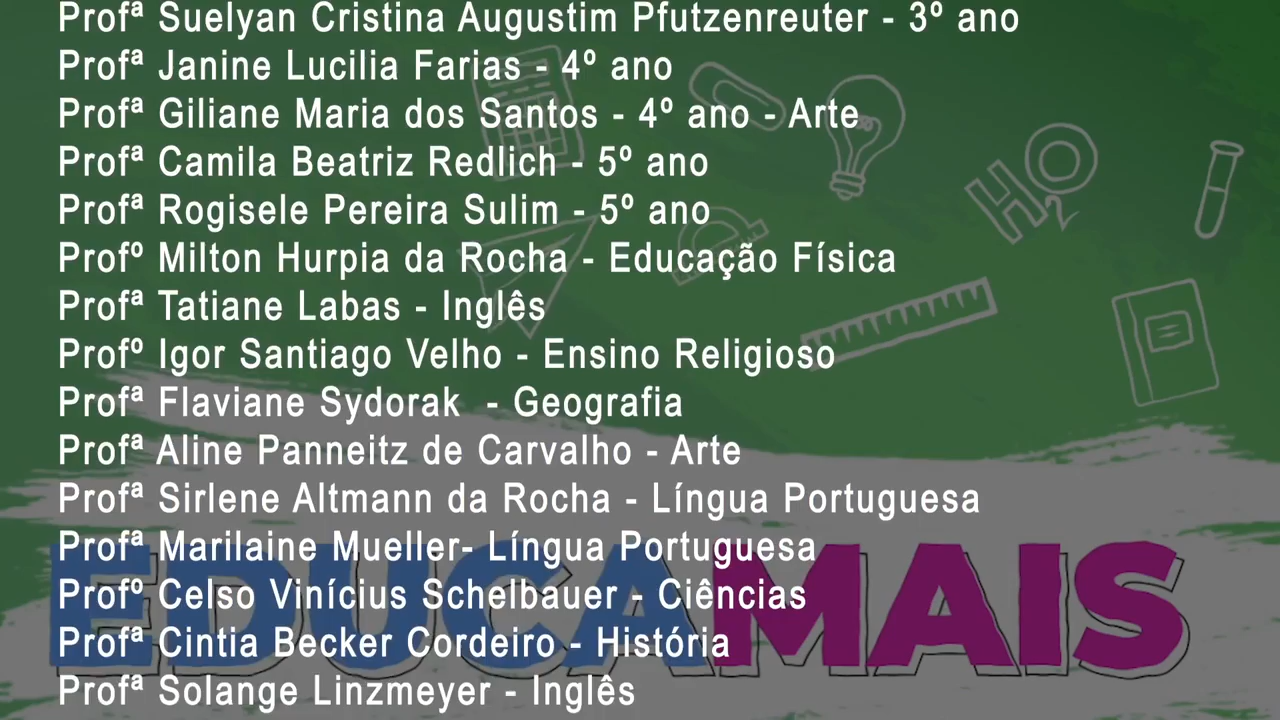 Profª Suelyan Cristina Augustim Pfutzenreuter - 3º ano
Profª Janine Lucilia Farias - 4º ano
Profª Giliane Maria dos Santos - 4º ano - Arte
Profª Camila Beatriz Redlich - 5º ano
Profª Rogisele Pereira Sulim - 5º ano
Profº Milton Hurpia da Rocha - Educação Física
Profª Tatiane Labas - Inglês
Profº Igor Santiago Velho - Ensino Religioso
Profª Flaviane Sydorak  - Geografia
Profª Aline Panneitz de Carvalho - Arte
Profª Sirlene Altmann da Rocha - Língua Portuguesa
Profª Marilaine Mueller- Língua Portuguesa
Profº Celso Vinícius Schelbauer - Ciências
Profª Cintia Becker Cordeiro - História
Profª Solange Linzmeyer - Inglês
H2O
EDUCAMAIS